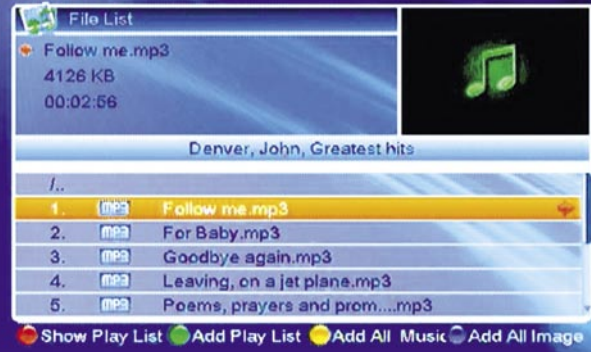 File List
Follow me.mp3
4126 KB
00:02:56
Denver, John, Greatest hits
/..
1. mp3 Follow me.mp3
2. mp3 For Baby.mp3
3. mp3 Goodbye again.mp3
4. mp3 Leaving, on a jet plane.mp3
5. mp3 Poems, prayers and prom....mp3
Show Play List Add Play List Add All Music Add All Image